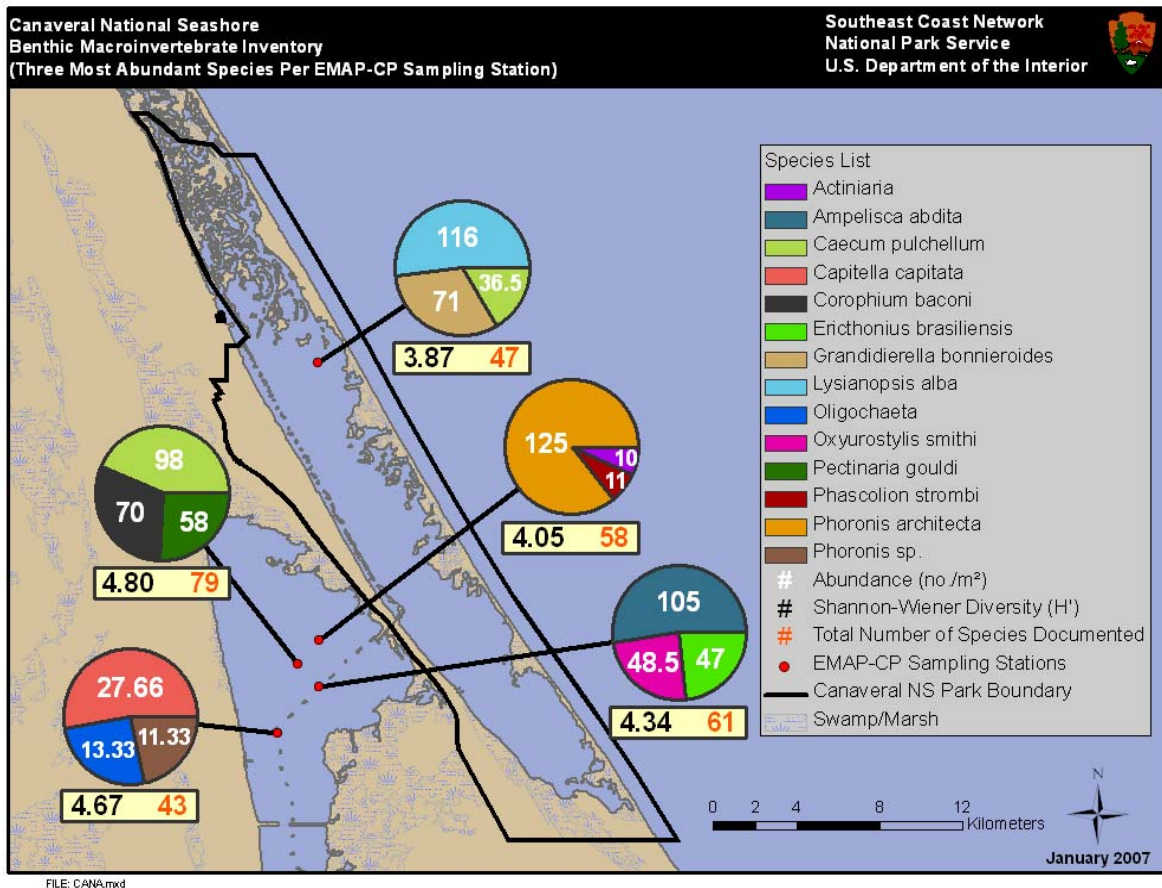 Canaveral National Seashore
Benthic Macroinvertebrate Inventory
(Three Most Abundant Species Per EMAP-CP Sampling Station)
Southeast Coast Network
National Park Service
U.S. Department of the Interior
Species List
Actiniaria
Ampelisca abdita
Caecum pulchellum
Capitella capitata
Corophium baconi
Ericthonius brasiliensis
Grandidierella bonnieroides
Lysianopsis alba
Oligochaeta
Oxyurostylis smithi
Pectinaria gouldi
Phascolion strombi
Phoronis architecta
Phoronis sp.
# Abundance (no./m²)
# Shannon-Wiener Diversity (H')
# Total Number of Species Documented
EMAP-CP Sampling Stations
Canaveral NS Park Boundary
Swamp/Marsh
116
36.5
71
3.87 47
125
10
11
4.05 58
98
70
58
4.80 79
105
48.5
47
4.34 61
27.66
13.33
11.33
4.67 43
N
0 2 4 8 12
Kilometers
January 2007
FILE: CANA.mxd